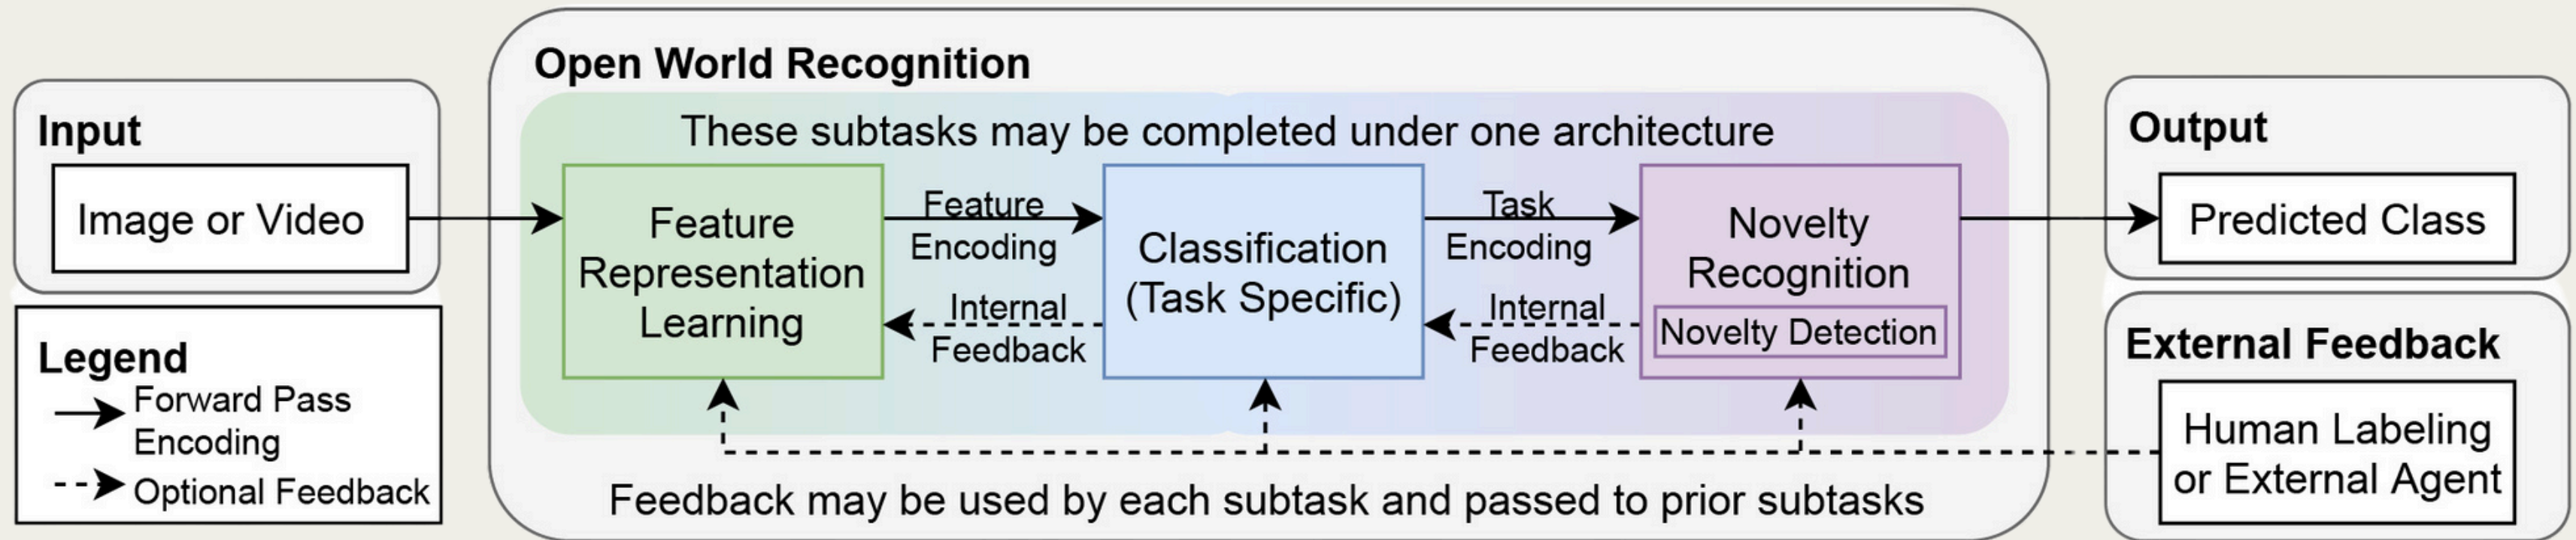 Input
Image or Video
Legend
Forward Pass
Encoding
Optional Feedback
Open World Recognition
These subtasks may be completed under one architecture
Feature
Representation
Learning
Feature
Encoding
Internal
Feedback
Classification
(Task Specific)
Task
Encoding
Internal
Feedback
Novelty
Recognition
Novelty Detection
Feedback may be used by each subtask and passed to prior subtasks
Output
Predicted Class
External Feedback
Human Labeling
or External Agent